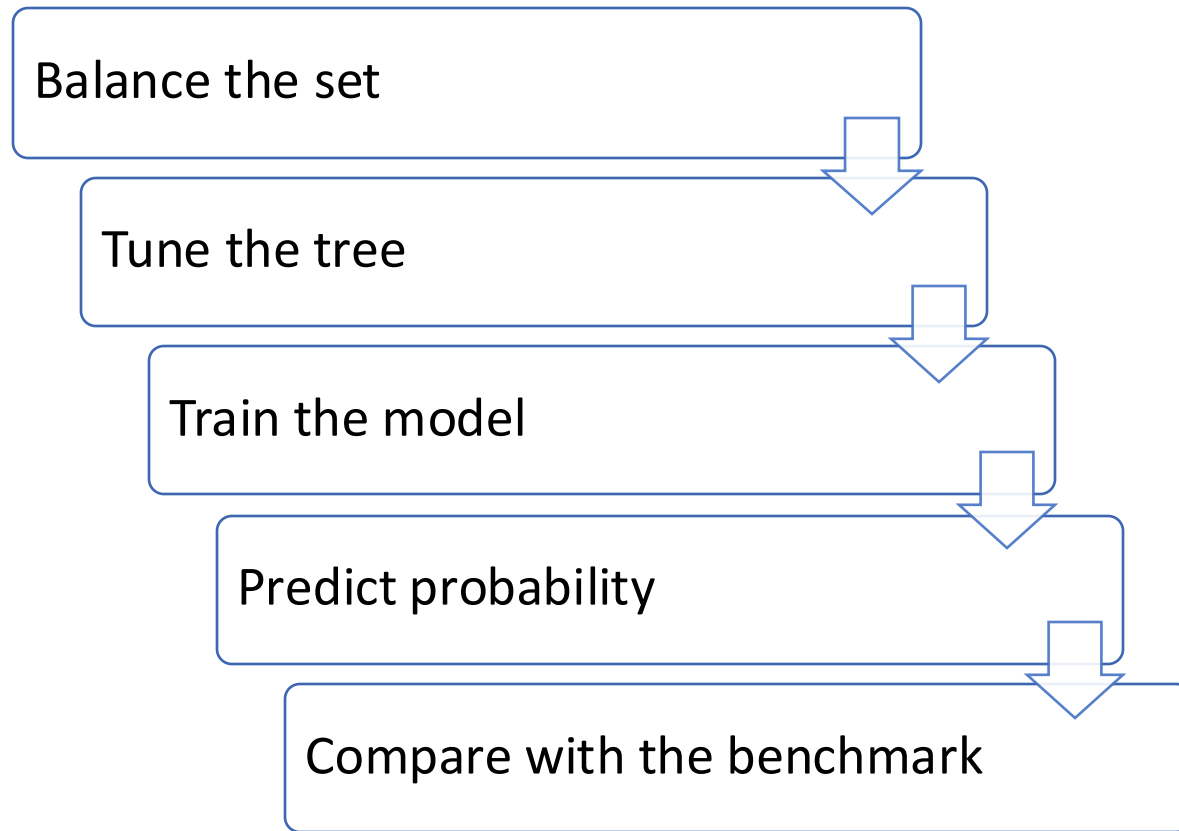 Balance the set
Tune the tree
Train the model
Predict probability
Compare with the benchmark